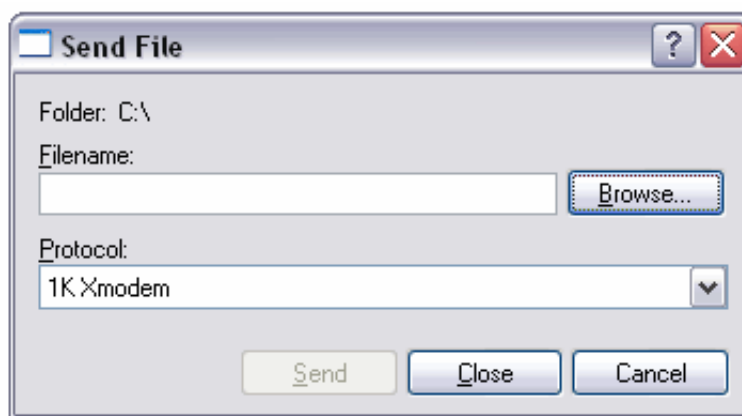 Send File
Folder: C:\
Filename:
Browse...
Protocol:
1K Xmodem
Send Close Cancel